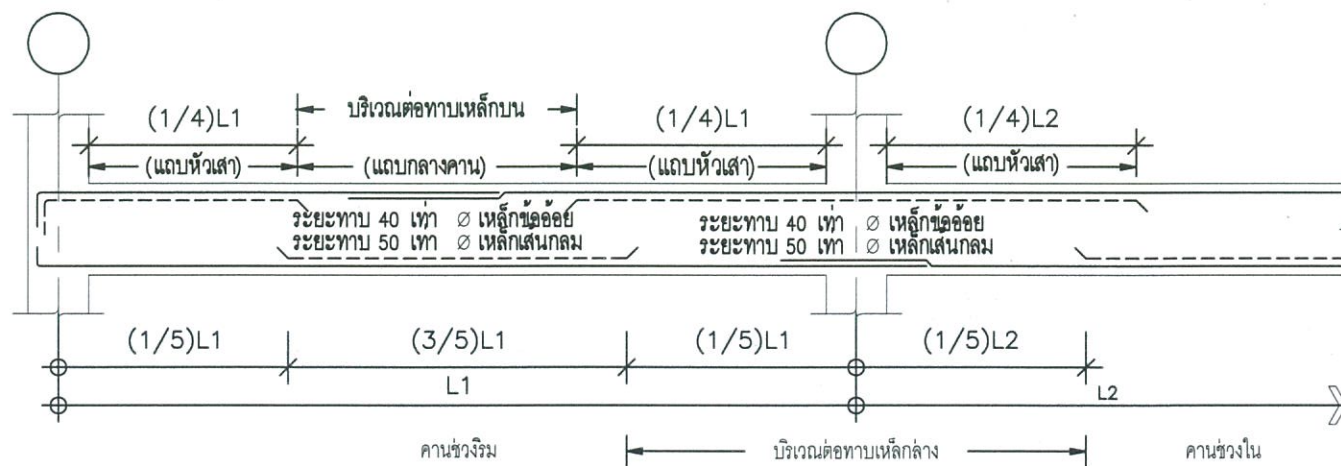 (1/4)L1
บริเวณต่อทาบเหล็กบน
(1/4)L1
(1/4)L2
(แถบหัวเสา)
(แถบกลางคาน)
(แถบหัวเสา)
(แถบหัวเสา)
ระยะทาบ 40 เท่า ∅ เหล็กข้ออ้อย
ระยะทาบ 50 เท่า ∅ เหล็กเส้นกลม
ระยะทาบ 40 เท่า ∅ เหล็กข้ออ้อย
ระยะทาบ 50 เท่า ∅ เหล็กเส้นกลม
(1/5)L1
(3/5)L1
(1/5)L1
(1/5)L2
L1
L2
คานช่วงริม
บริเวณต่อทาบเหล็กล่าง
คานช่วงใน